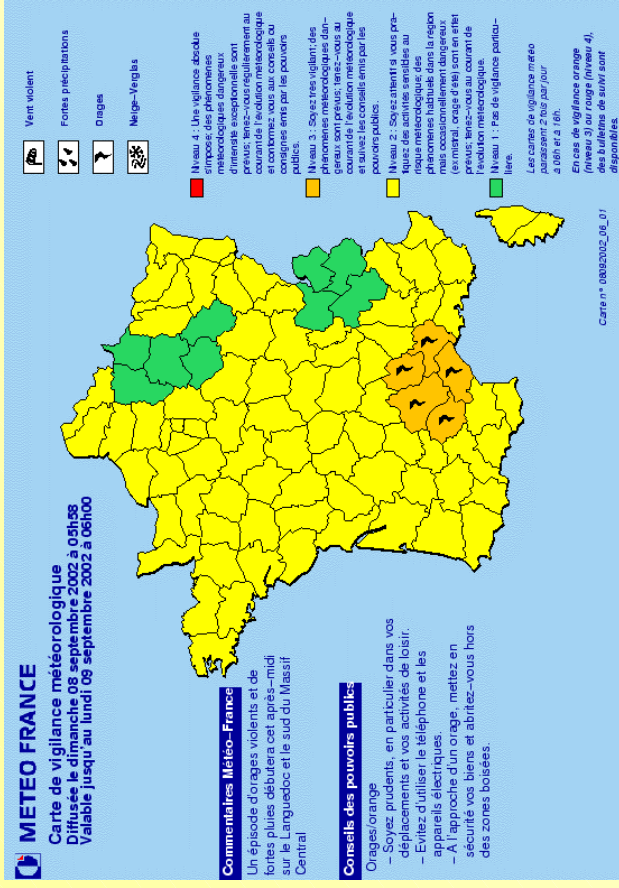 METEO FRANCE
Carte de vigilance météorologique
Diffusée le dimanche 08 septembre 2002 à 05h58
Valable jusqu'au lundi 09 septembre 2002 à 06h00
Commentaires Météo-France
Un épisode d'orages violents et de
fortes pluies débutera cet après-midi
sur le Languedoc et le sud du Massif
Central
Conseils des pouvoirs publics
Orages/orange
- Soyez prudents, en particulier dans vos
déplacements et vos activités de loisir.
- Evitez d'utiliser le téléphone et les
appareils électriques.
- A l'approche d'un orage, mettez en
sécurité vos biens et abritez-vous hors
des zones boisées.
Vent violent
Fortes précipitations
Orages
Neige-Verglas
Niveau 4 : Une vigilance absolue
s'impose; des phénomènes
météorologiques dangereux
d'intensité exceptionnelle sont
prévus; tenez-vous régulièrement au
courant de l'évolution météorologique
et conformez vous aux conseils ou
consignes émis par les pouvoirs
publics.
Niveau 3 : Soyez très vigilant; des
phénomènes météorologiques dan-
gereux sont prévus; tenez-vous au
courant de l'évolution météorologique
et suivez les conseils émis par les
pouvoirs publics.
Niveau 2 : Soyez attentif si vous pra-
tiquez des activités sensibles au
risque météorologique; des
phénomènes habituels dans la région
mais occasionnellement dangereux
(ex mistral, orage d'été) sont en effet
prévus; tenez-vous au courant de
l'évolution météorologique.
Niveau 1 : Pas de vigilance particu-
lière.
Les cartes de vigilance météo
paraissent 2 fois par jour
à 06h et à 16h.
En cas de vigilance orange
(niveau 3) ou rouge (niveau 4),
des bulletins de suivi sont
disponibles.
Carte n° 08092002_06_01